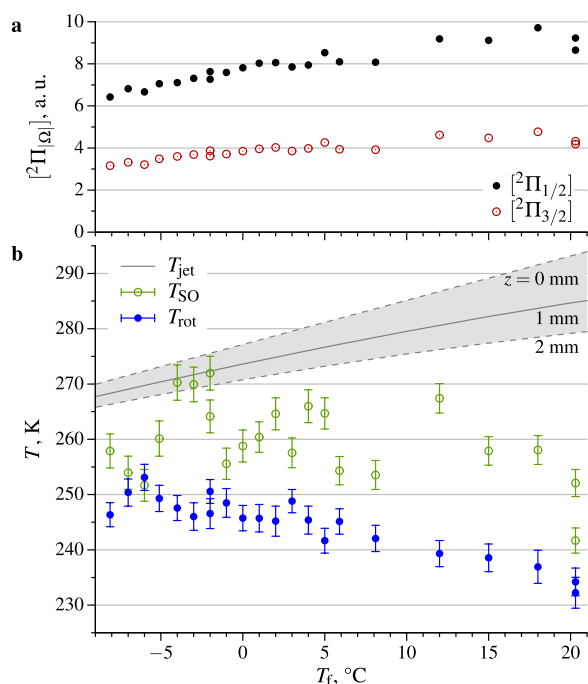 a
10
8
6
4
2
0
[²Π|Ω|], a. u.
[²Π1/2]
[²Π3/2]
b
T_jet
T_SO
T_rot
z = 0 mm
1 mm
2 mm
290
280
270
260
250
240
230
T, K
−5 0 5 10 15 20
T_f, °C